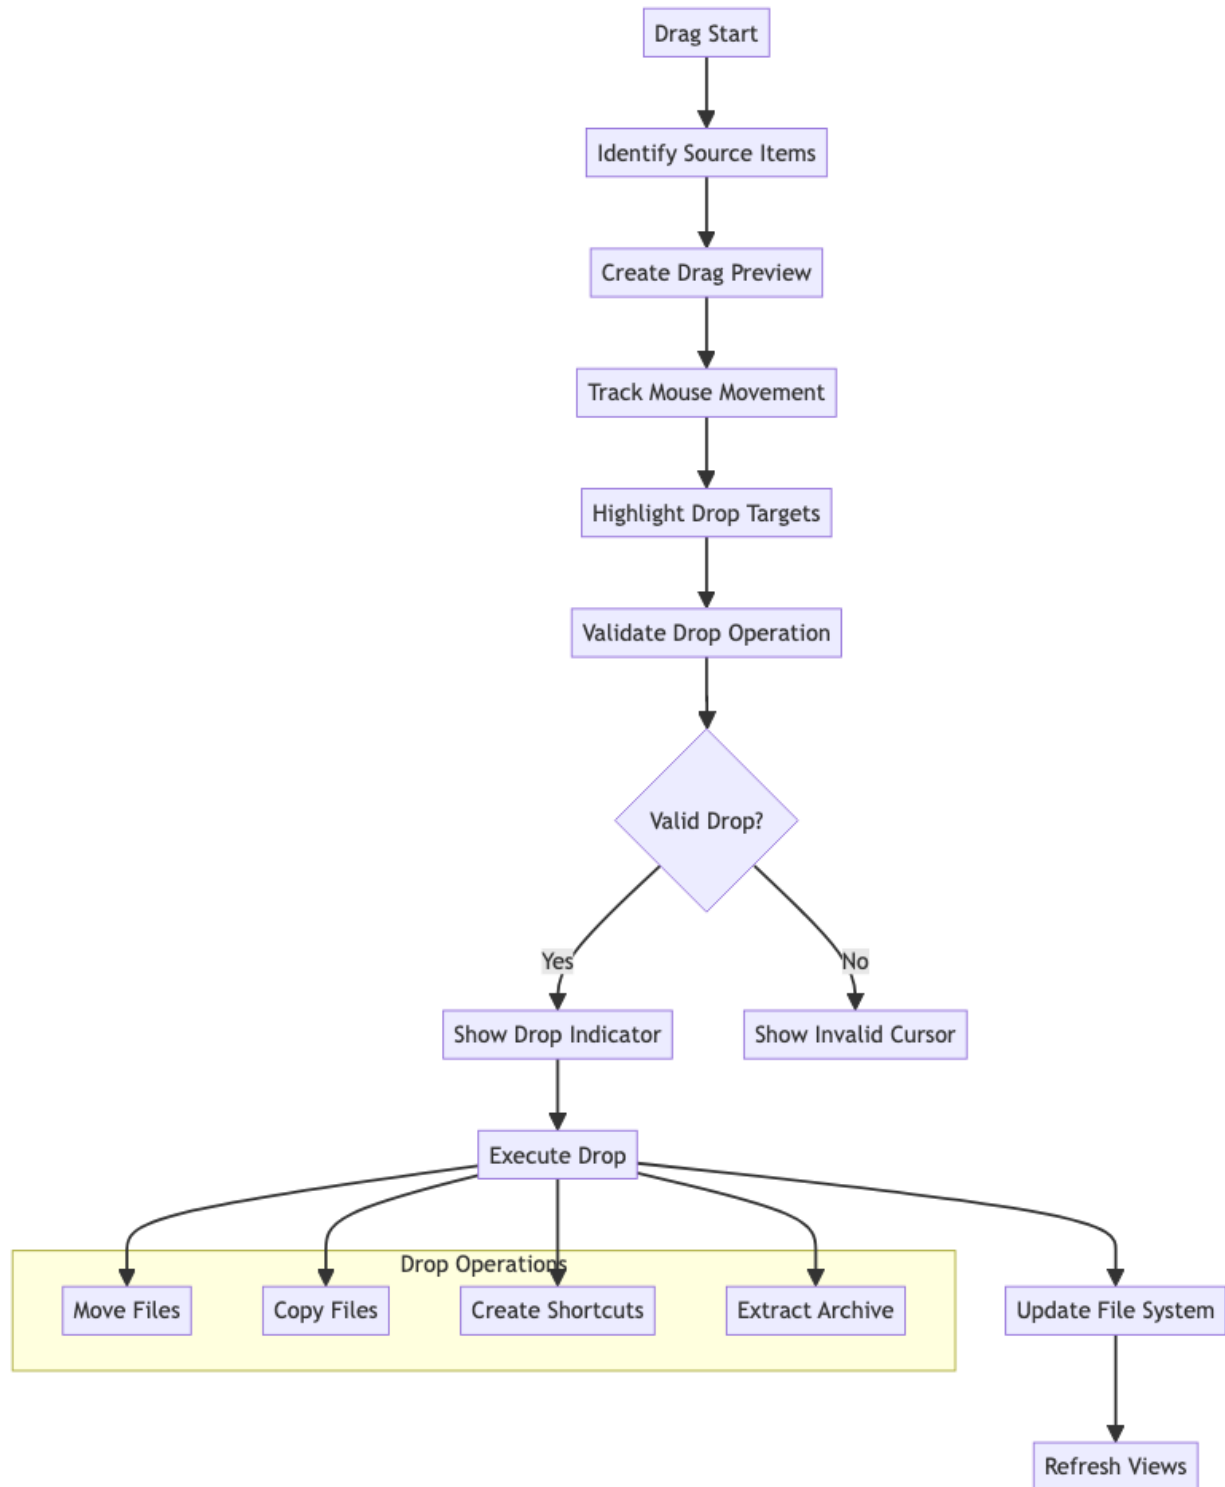 Drag Start
Identify Source Items
Create Drag Preview
Track Mouse Movement
Highlight Drop Targets
Validate Drop Operation
Valid Drop?
Yes
No
Show Drop Indicator
Show Invalid Cursor
Execute Drop
Drop Operations
Move Files
Copy Files
Create Shortcuts
Extract Archive
Update File System
Refresh Views